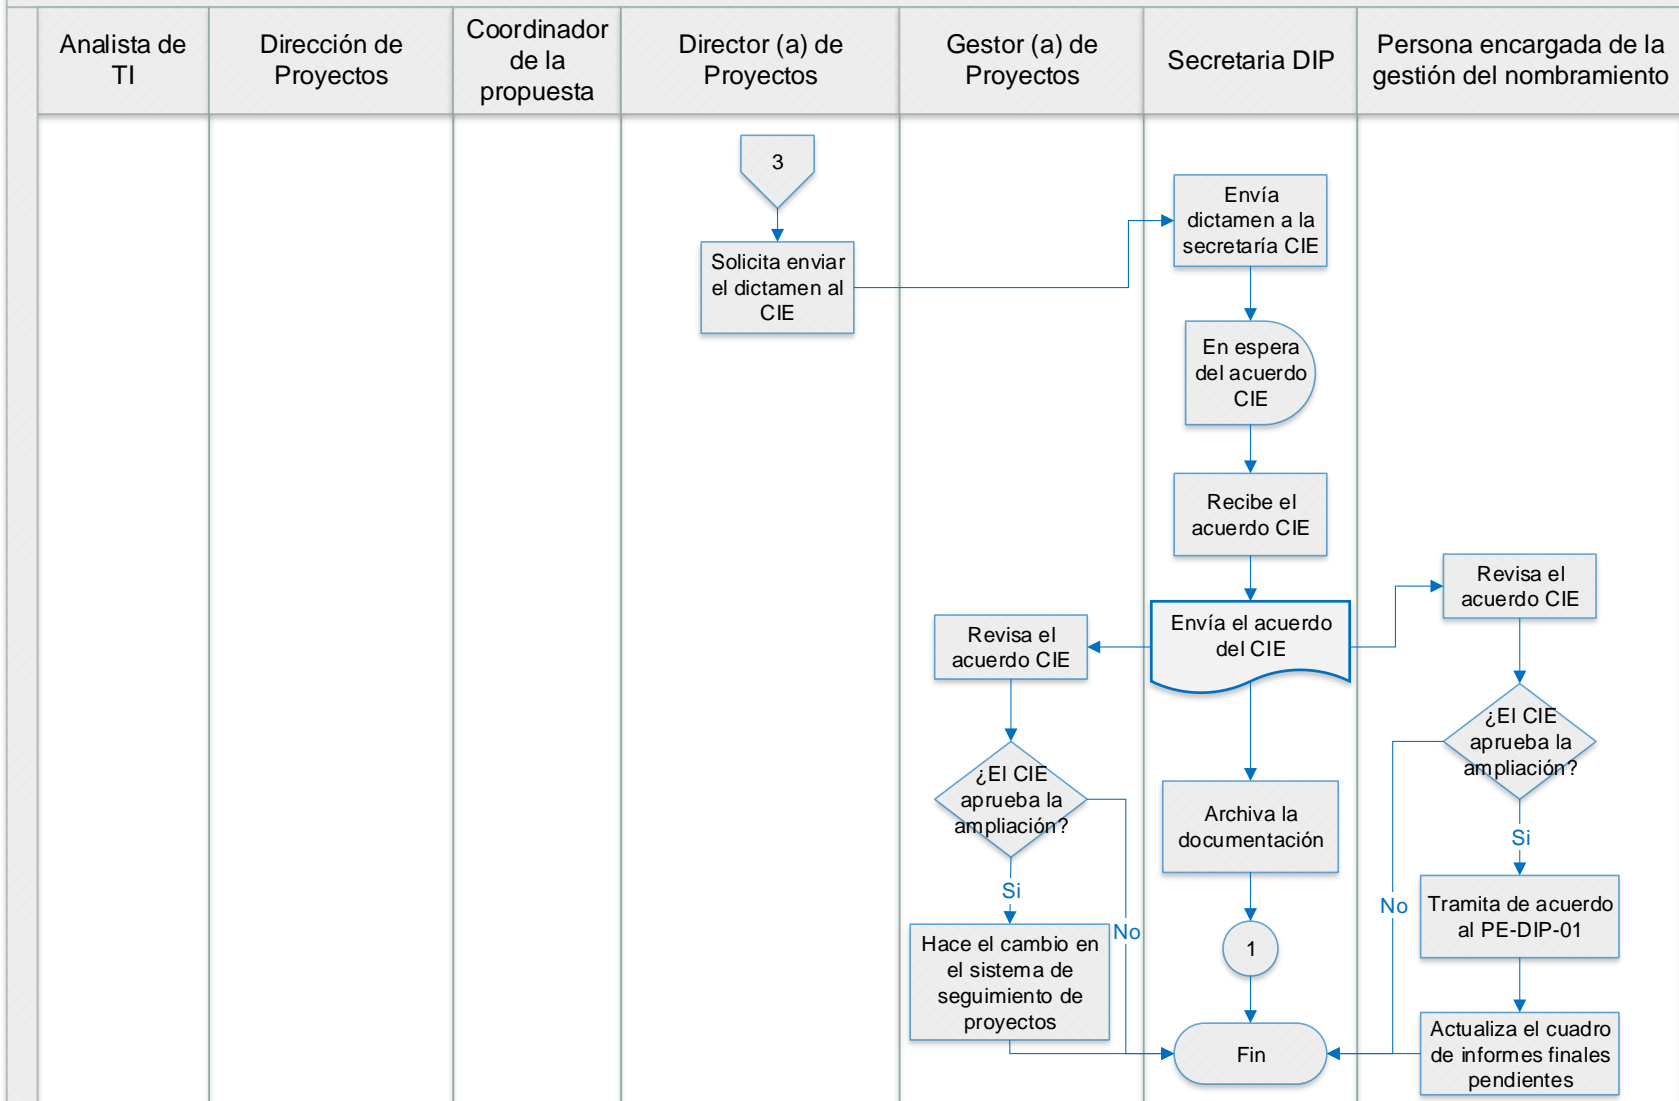 Analista de
TI
Dirección de
Proyectos
Coordinador
de la
propuesta
Director (a) de
Proyectos
Gestor (a) de
Proyectos
Secretaria DIP
Persona encargada de la
gestión del nombramiento
3
Solicita enviar
el dictamen al
CIE
Envía
dictamen a la
secretaría CIE
En espera
del acuerdo
CIE
Recibe el
acuerdo CIE
Envía el acuerdo
del CIE
Revisa el
acuerdo CIE
¿El CIE
aprueba la
ampliación?
Si
No
Hace el cambio en
el sistema de
seguimiento de
proyectos
Archiva la
documentación
1
Fin
Revisa el
acuerdo CIE
¿El CIE
aprueba la
ampliación?
Si
No
Tramita de acuerdo
al PE-DIP-01
Actualiza el cuadro
de informes finales
pendientes